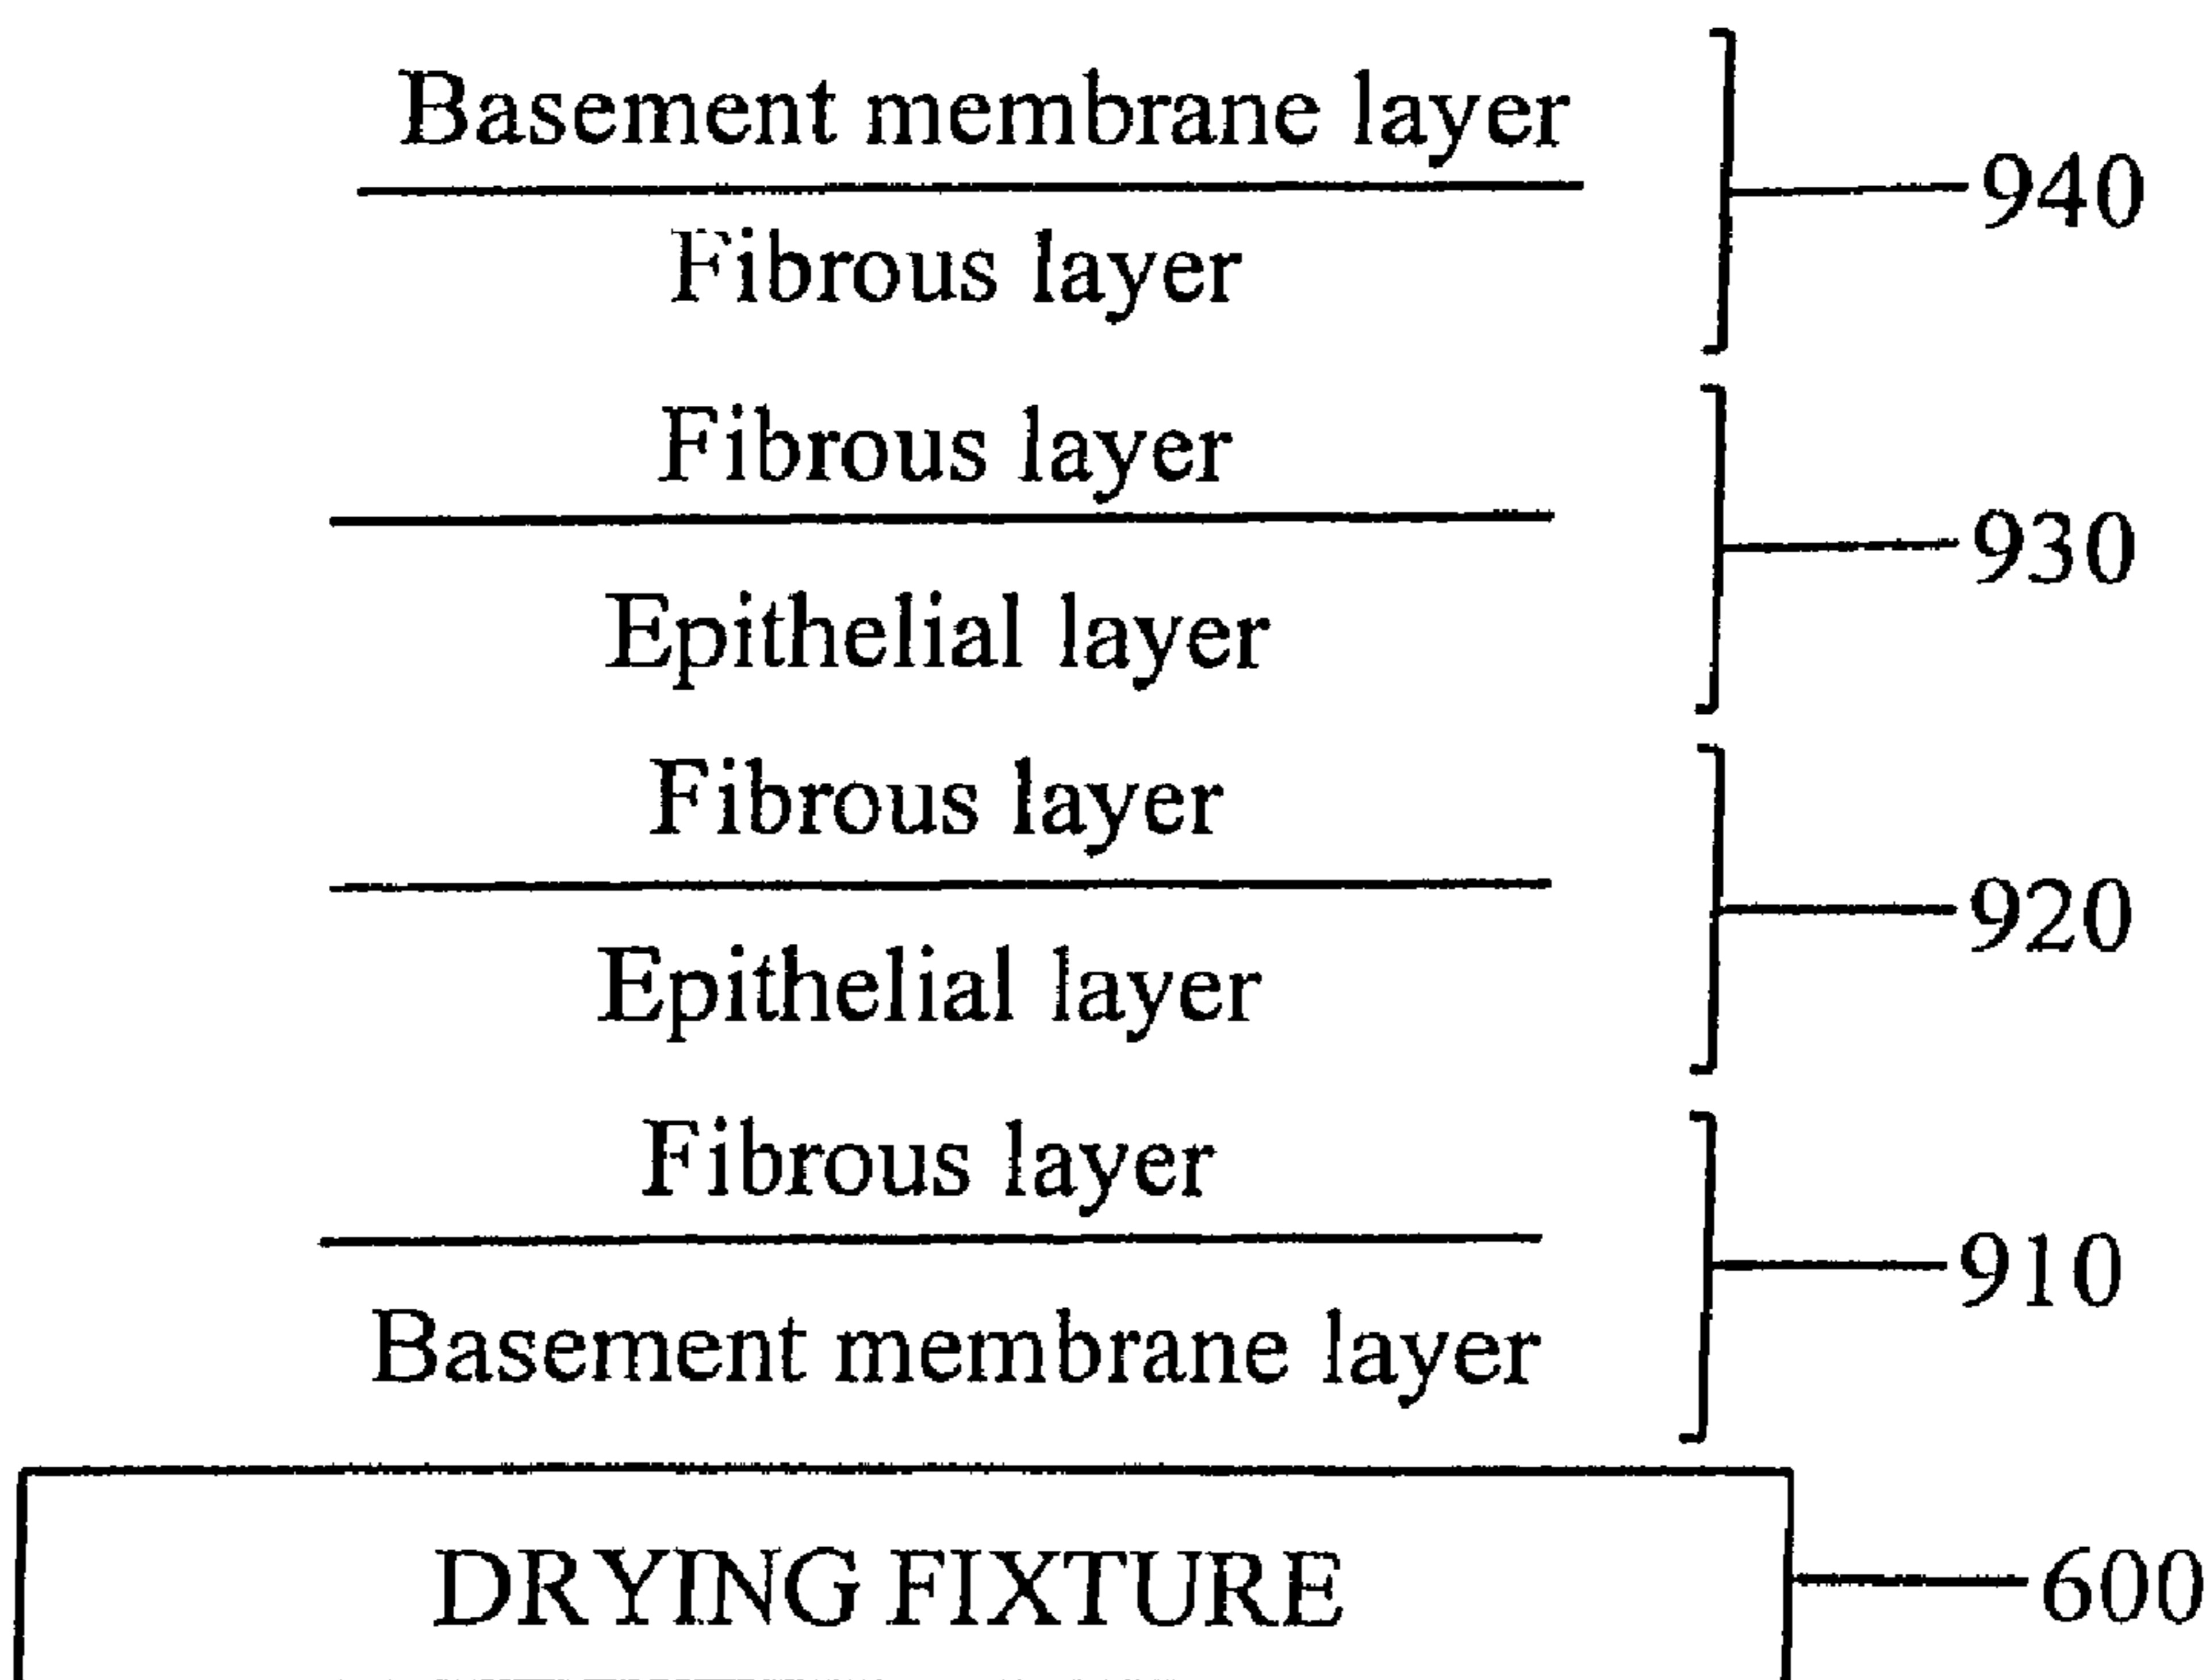 Basement membrane layer
940
Fibrous layer
Fibrous layer
930
Epithelial layer
Fibrous layer
920
Epithelial layer
Fibrous layer
910
Basement membrane layer
DRYING FIXTURE
600